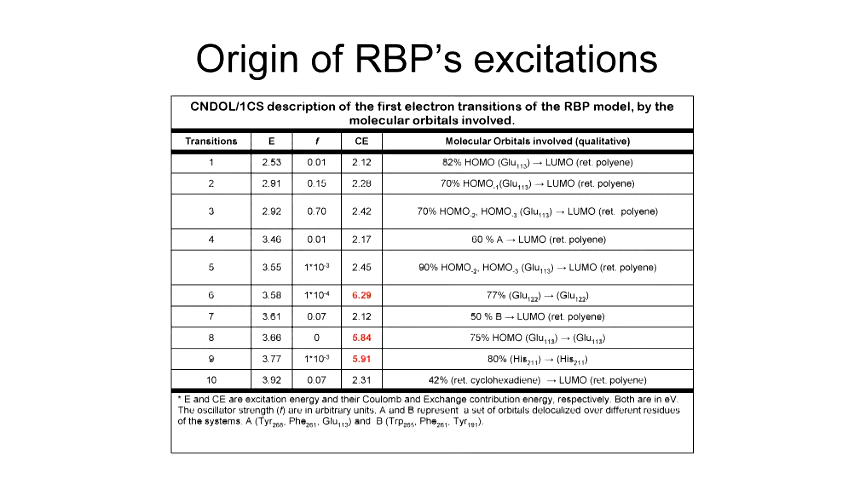 Origin of RBP’s excitations
CNDOL/1CS description of the first electron transitions of the RBP model, by the
molecular orbitals involved.
Transitions E f CE Molecular Orbitals involved (qualitative)
1 2.53 0.01 2.12 82% HOMO (Glu113) → LUMO (ret. polyene)
2 2.91 0.15 2.28 70% HOMO-1(Glu113) → LUMO (ret. polyene)
3 2.92 0.70 2.42 70% HOMO-2, HOMO-3 (Glu113) → LUMO (ret. polyene)
4 3.46 0.01 2.17 60 % A → LUMO (ret. polyene)
5 3.55 1*10-3 2.45 90% HOMO-2, HOMO-3 (Glu113) → LUMO (ret. polyene)
6 3.58 1*10-4 6.29 77% (Glu122) → (Glu122)
7 3.61 0.07 2.12 50 % B → LUMO (ret. polyene)
8 3.66 0 5.84 75% HOMO (Glu113) → (Glu113)
9 3.77 1*10-3 5.91 80% (His211) → (His211)
10 3.92 0.07 2.31 42% (ret. cyclohexadiene) → LUMO (ret. polyene)
* E and CE are excitation energy and their Coulomb and Exchange contribution energy, respectively. Both are in eV.
The oscillator strength (f) are in arbitrary units. A and B represent a set of orbitals delocalized over different residues
of the systems. A (Tyr268, Phe261, Glu113) and B (Trp265, Phe261, Tyr191).